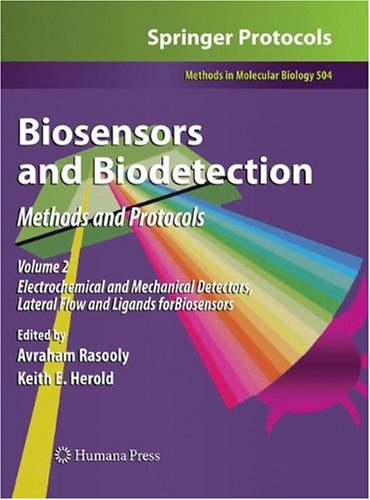 Springer Protocols
Methods in Molecular Biology 504
Biosensors
and Biodetection
Methods and Protocols
Volume 2
Electrochemical and Mechanical Detectors,
Lateral Flow and Ligands forBiosensors
Edited by
Avraham Rasooly
Keith E. Herold
Humana Press